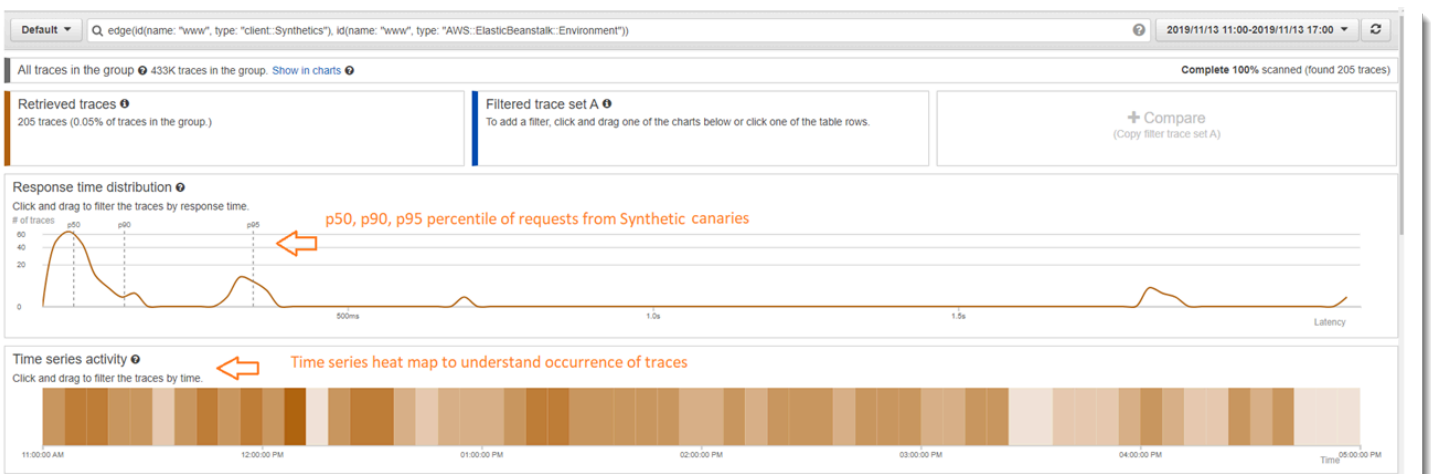 Default edge(id(name: "www", type: "client::Synthetics"), id(name: "www", type: "AWS::ElasticBeanstalk::Environment")) 2019/11/13 11:00-2019/11/13 17:00
All traces in the group 433K traces in the group. Show in charts Complete 100% scanned (found 205 traces)
Retrieved traces
205 traces (0.05% of traces in the group.)
Filtered trace set A
To add a filter, click and drag one of the charts below or click one of the table rows.
+ Compare
(Copy filter trace set A)
Response time distribution
Click and drag to filter the traces by response time.
# of traces
p50 p90 p95
p50, p90, p95 percentile of requests from Synthetic canaries
60
40
20
0
500ms 1.0s 1.5s
Latency
Time series activity
Click and drag to filter the traces by time.
Time series heat map to understand occurrence of traces
11:00:00 AM 12:00:00 PM 01:00:00 PM 02:00:00 PM 03:00:00 PM 04:00:00 PM 05:00:00 PM
Time